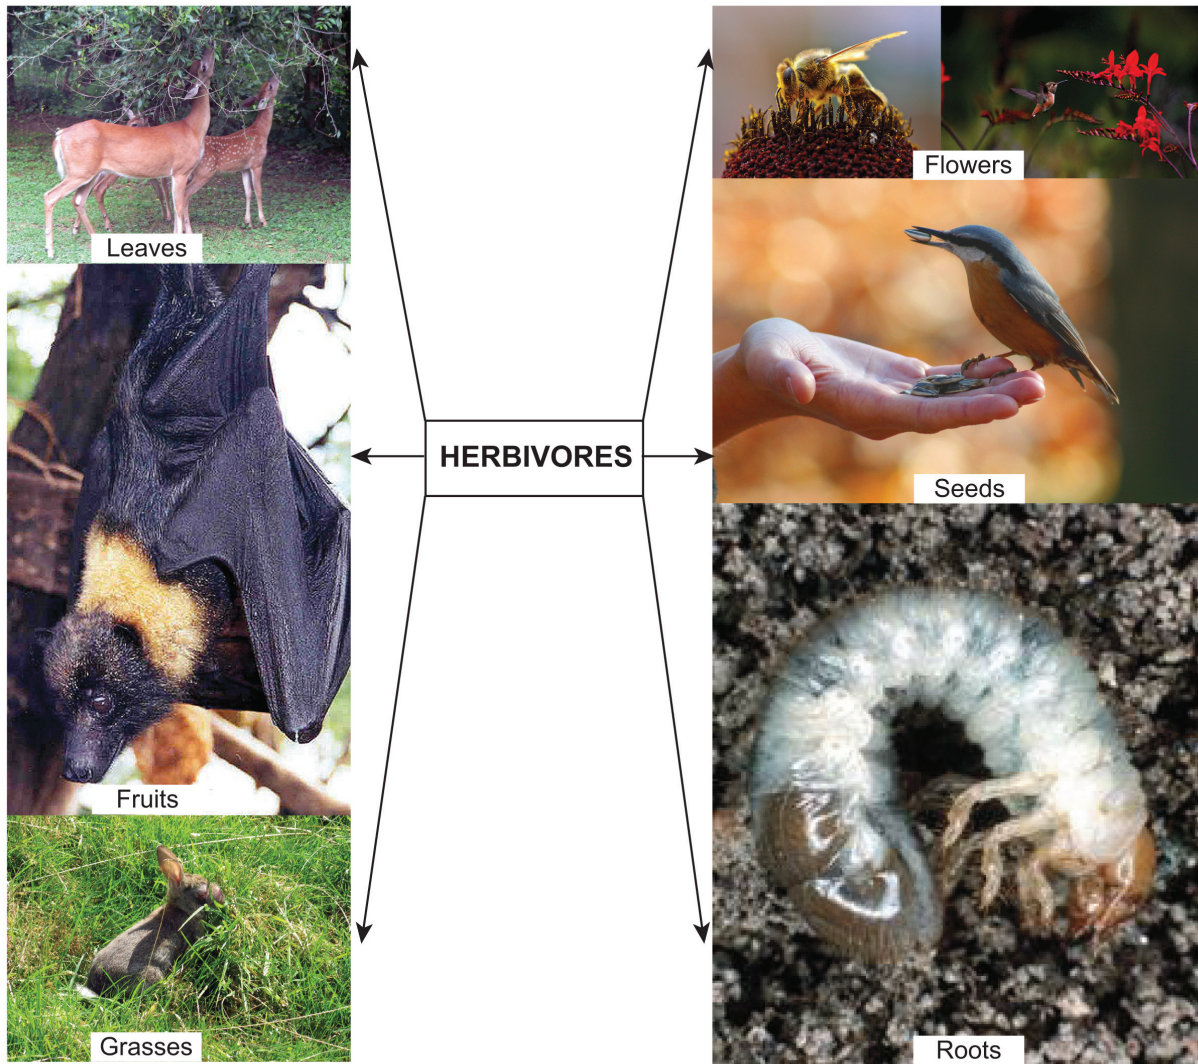 Leaves
Fruits
Grasses
HERBIVORES
Flowers
Seeds
Roots